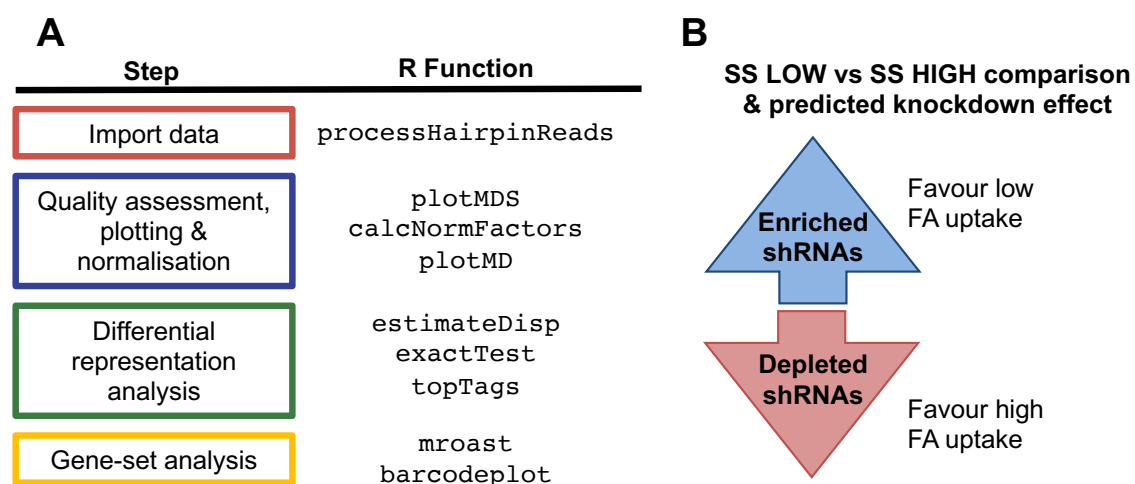 A
Step
R Function
Import data
processHairpinReads
Quality assessment,
plotting &
normalisation
plotMDS
calcNormFactors
plotMD
Differential
representation
analysis
estimateDisp
exactTest
topTags
Gene-set analysis
mroast
barcodeplot
B
SS LOW vs SS HIGH comparison
& predicted knockdown effect
Enriched
shRNAs
Favour low
FA uptake
Depleted
shRNAs
Favour high
FA uptake